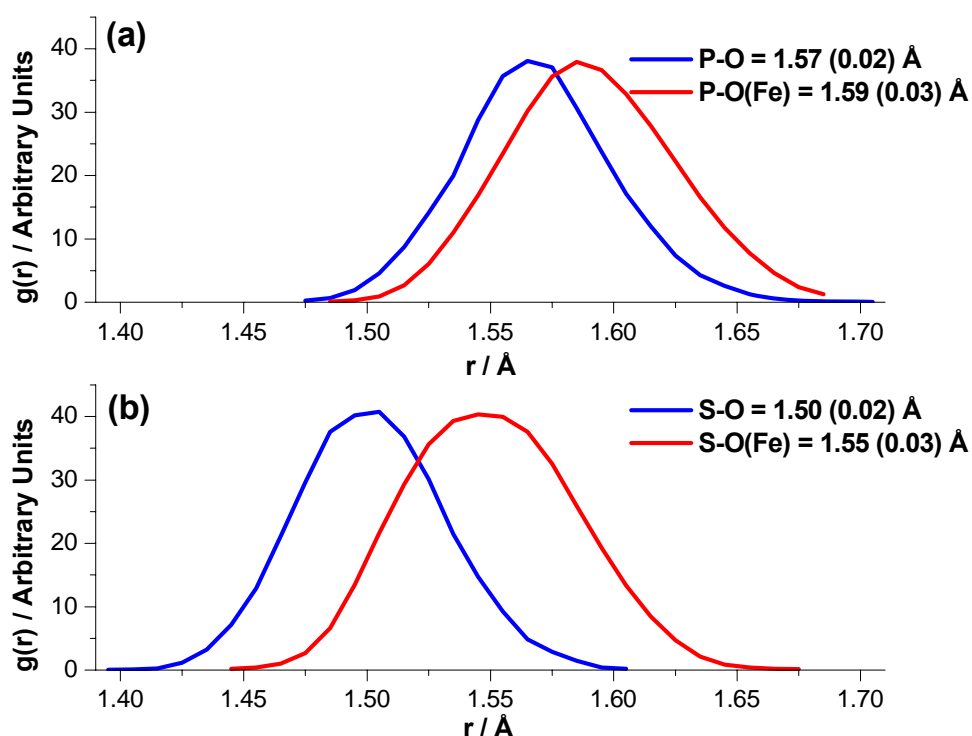 (a)
P-O = 1.57 (0.02) Å
P-O(Fe) = 1.59 (0.03) Å
g(r) / Arbitrary Units
40
30
20
10
0
1.40 1.45 1.50 1.55 1.60 1.65 1.70
r / Å
(b)
S-O = 1.50 (0.02) Å
S-O(Fe) = 1.55 (0.03) Å
g(r) / Arbitrary Units
40
30
20
10
0
1.40 1.45 1.50 1.55 1.60 1.65 1.70
r / Å